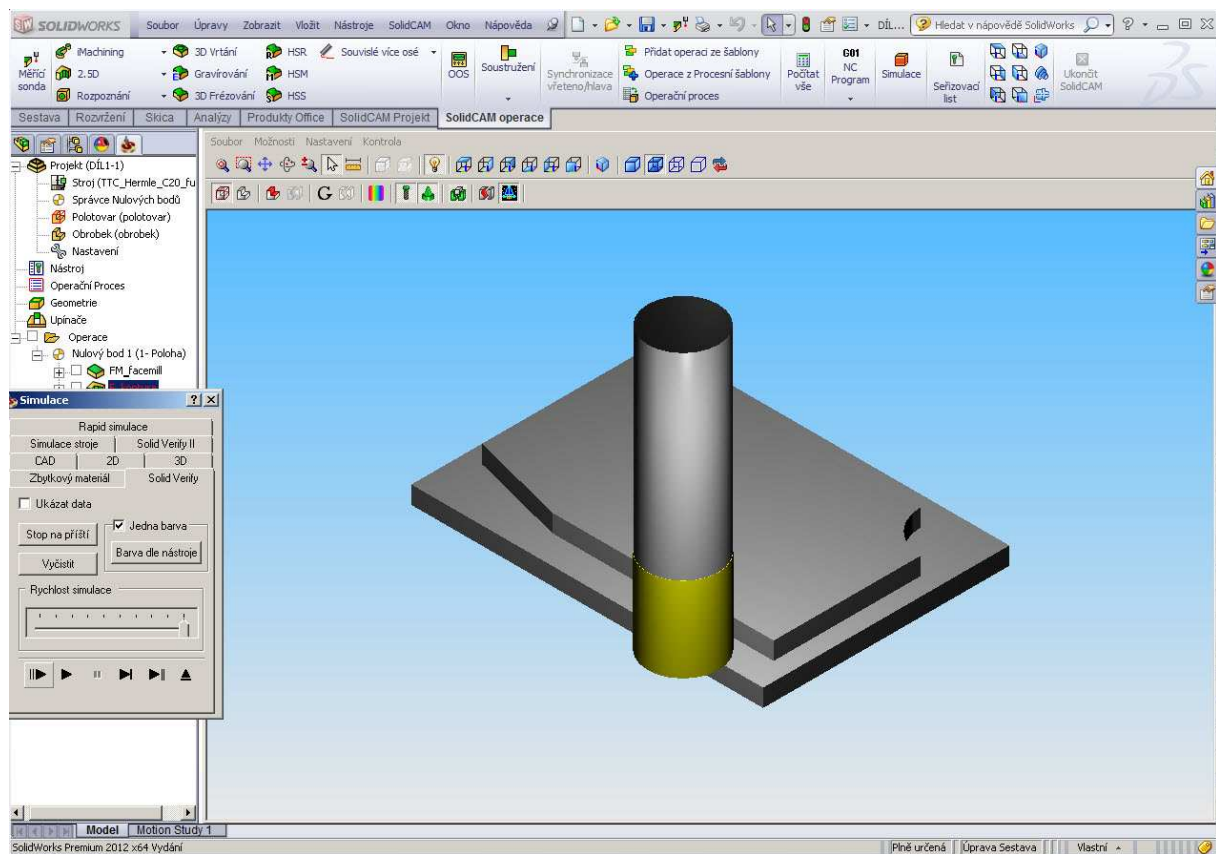 SOLIDWORKS Soubor Úpravy Zobrazit Vložit Nástroje SolidCAM Okno Nápověda DÍL... Hledat v nápovědě SolidWorks
Měřící sonda
iMachining
2.5D
Rozpoznání
3D Vrtání
Gravírování
3D Frézování
HSR
HSM
HSS
Souvislé více osé
OOS
Soustružení
Synchronizace
vřeteno/hlava
Přidat operaci ze šablony
Operace z Procesní šablony
Operační proces
Počítat
vše
G01
NC
Program
Simulace
Seřizovací
list
Ukončit
SolidCAM
Sestava Rozvržení Skica Analýzy Produkty Office SolidCAM Projekt SolidCAM operace
Soubor Možnosti Nastavení Kontrola
G
Projekt (DÍL1-1)
Stroj (TTC_Hermle_C20_fu
Správce Nulových bodů
Polotovar (polotovar)
Obrobek (obrobek)
Nastavení
Nástroj
Operační Proces
Geometrie
Upínače
Operace
Nulový bod 1 (1- Poloha)
FM_facemill
Simulace
Rapid simulace
Simulace stroje Solid Verify II
CAD 2D 3D
Zbytkový materiál Solid Verify
Ukázat data
Stop na příští
Jedna barva
Vyčistit
Barva dle nástroje
Rychlost simulace
Model Motion Study 1
SolidWorks Premium 2012 x64 Vydání Plně určená Úprava Sestava Vlastní